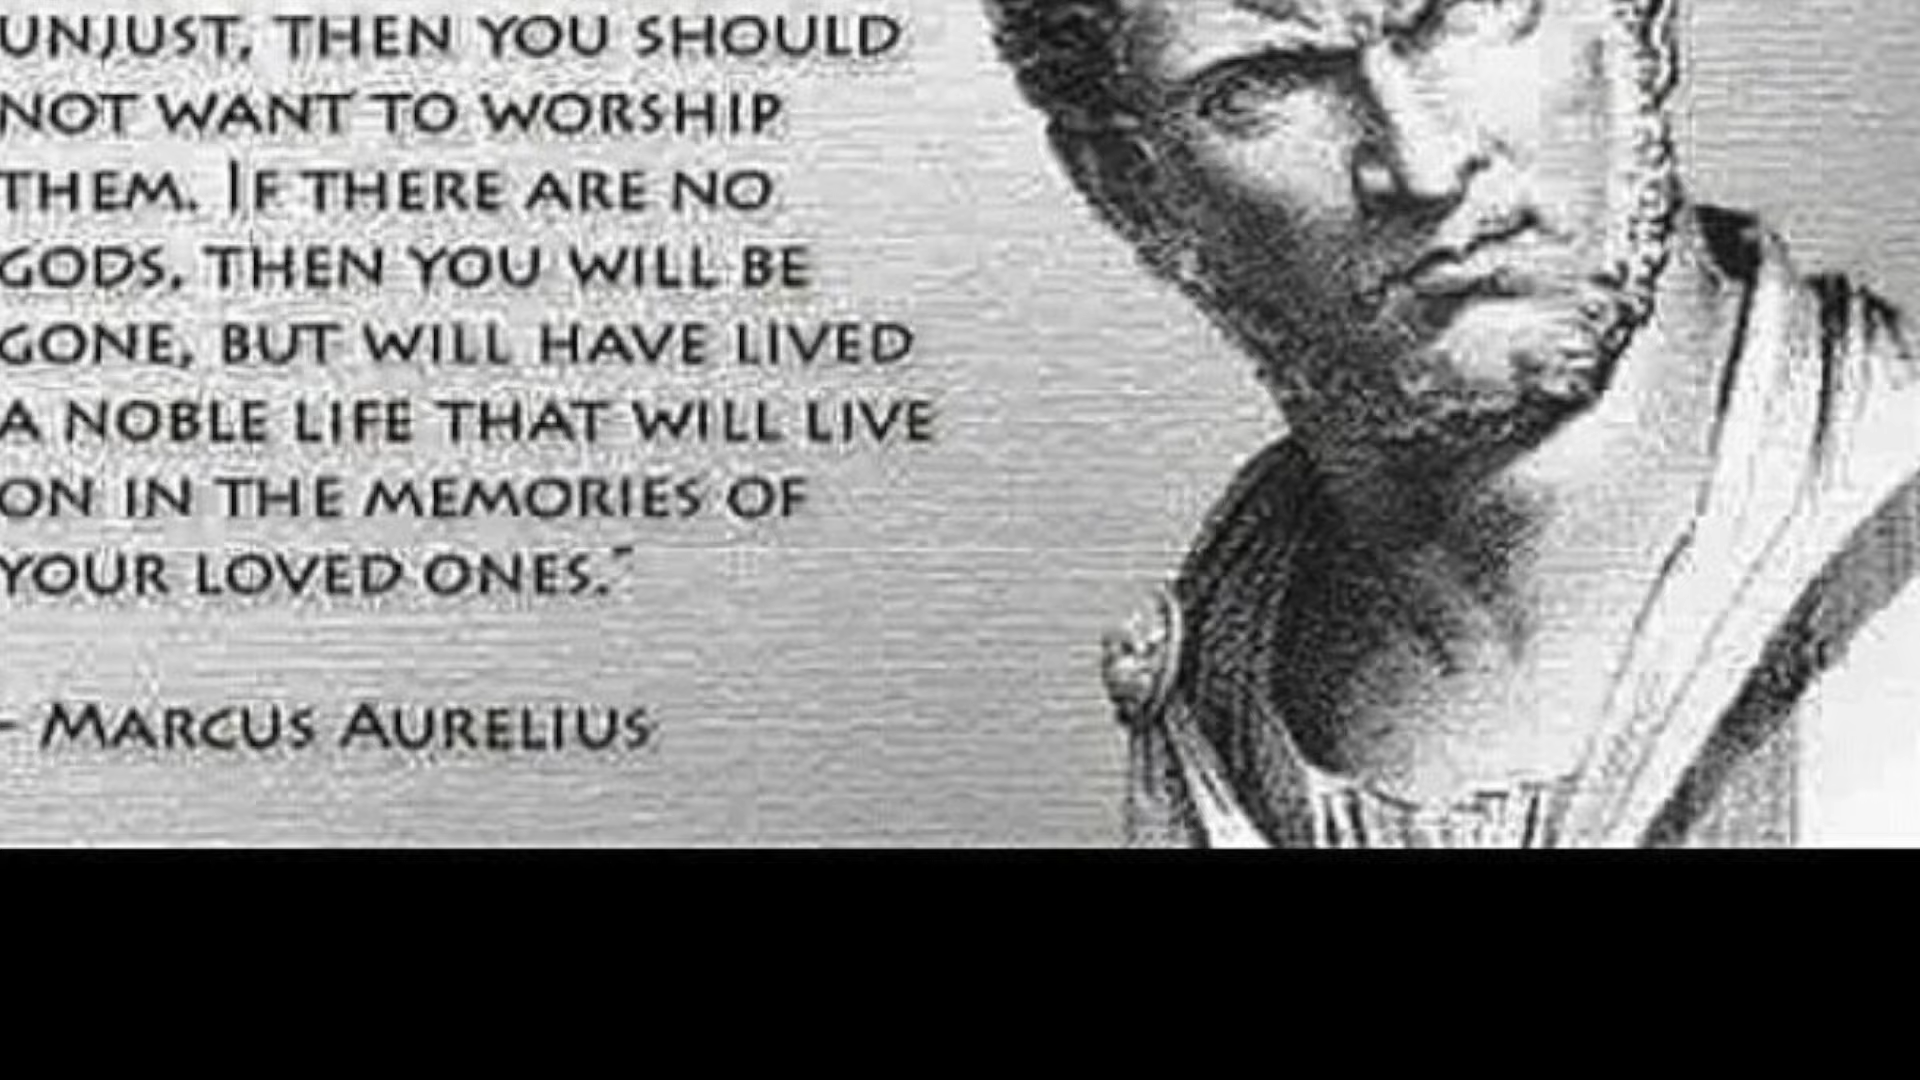 UNJUST, THEN YOU SHOULD
NOT WANT TO WORSHIP
THEM. IF THERE ARE NO
GODS, THEN YOU WILL BE
GONE, BUT WILL HAVE LIVED
A NOBLE LIFE THAT WILL LIVE
ON IN THE MEMORIES OF
YOUR LOVED ONES."
- MARCUS AURELIUS